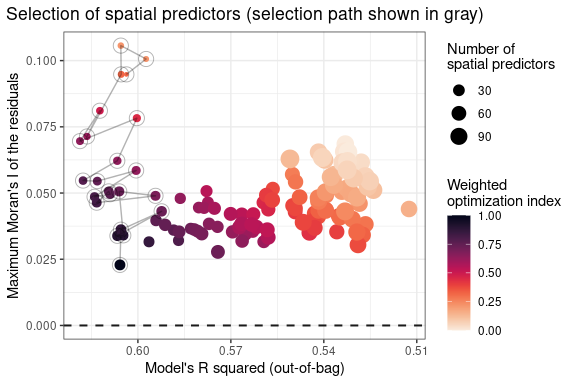 Selection of spatial predictors (selection path shown in gray)
Maximum Moran's I of the residuals
0.100
0.075
0.050
0.025
0.000
0.60
0.57
0.54
0.51
Model's R squared (out-of-bag)
Number of
spatial predictors
30
60
90
Weighted
optimization index
1.00
0.75
0.50
0.25
0.00